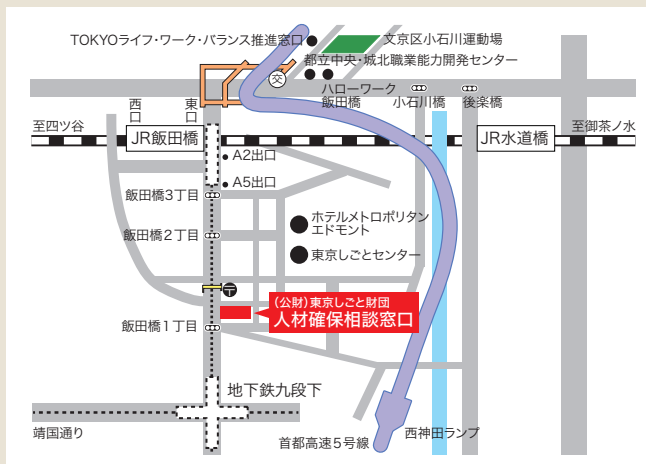 TOKYOライフ・ワーク・バランス推進窓口
文京区小石川運動場
都立中央・城北職業能力開発センター
交
ハローワーク
飯田橋
小石川橋
後楽橋
西口
東口
至四ツ谷
JR飯田橋
JR水道橋
至御茶ノ水
A2出口
A5出口
飯田橋3丁目
ホテルメトロポリタン
エドモント
飯田橋2丁目
東京しごとセンター
〒
(公財)東京しごと財団
人材確保相談窓口
飯田橋1丁目
地下鉄九段下
靖国通り
首都高速5号線
西神田ランプ